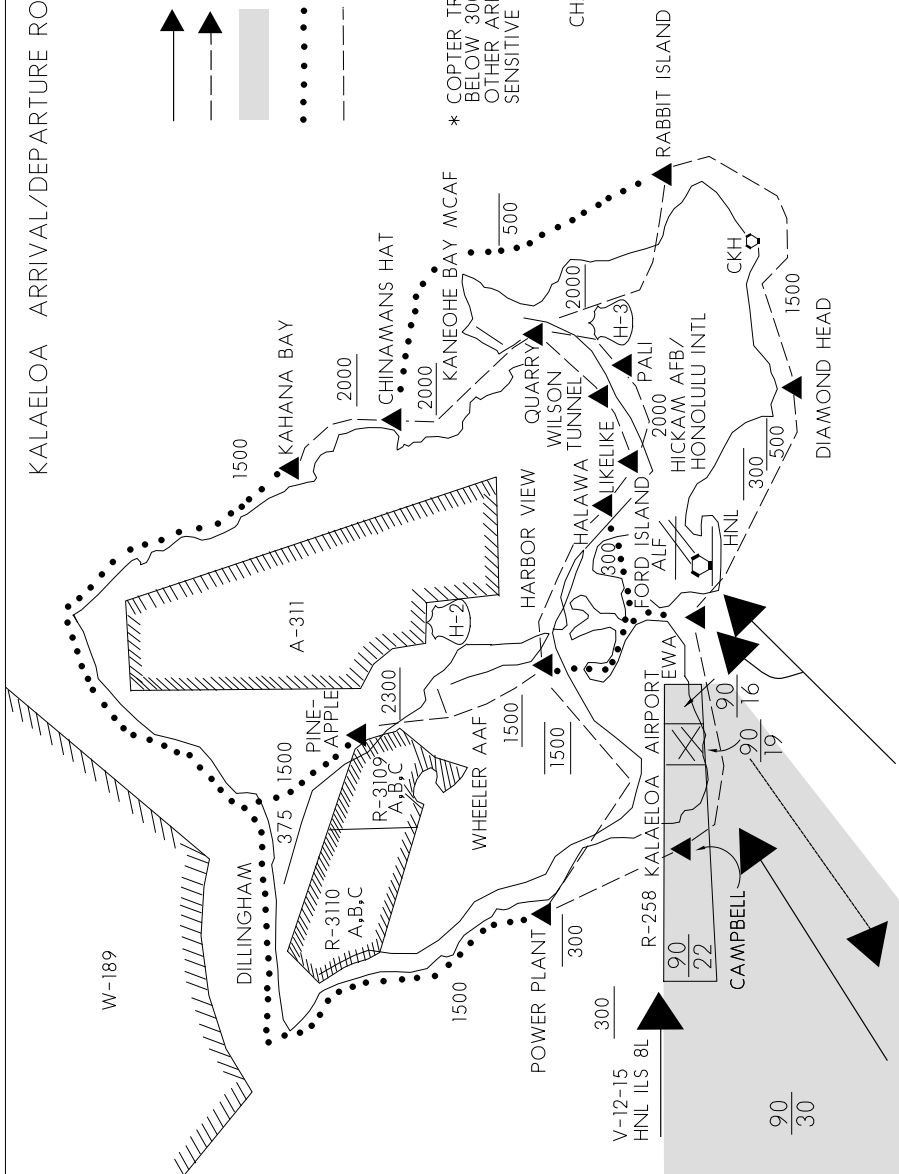 KALAELOA ARRIVAL/DEPARTURE RO
* COPTER TR
BELOW 300
OTHER ARE
SENSITIVE
CH
W-189
DILLINGHAM
375
1500
PINE-
APPLE
R-3109
A,B,C
R-3110
A,B,C
2300
WHEELER AAF
1500
1500
1500
POWER PLANT
300
300
V-12-15
HNL ILS 8L
90
30
R-258
KALAELOA AIRPORT
90
22
CAMPBELL
90
19
90
16
EWA
A-311
H-2
HARBOR VIEW
1500
KAHANA BAY
2000
CHINAMANS HAT
2000
KANEOHE BAY MCAF
500
RABBIT ISLAND
QUARRY
WILSON
TUNNEL
2000
H-3
PALI
HALAWA
LIKELIKE
2000
HICKAM AFB/
HONOLULU INTL
300
FORD ISLAND
ALF
HNL
300
500
DIAMOND HEAD
1500
CKH